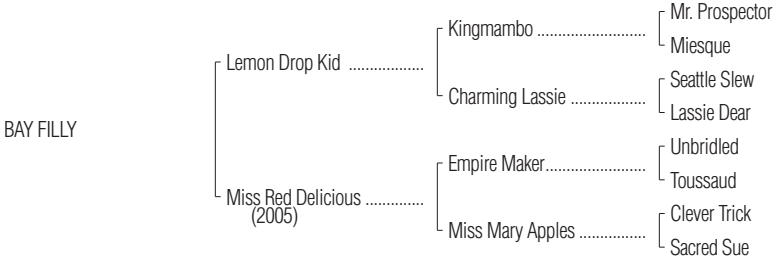 Mr. Prospector
Kingmambo ..........................
Miesque
Lemon Drop Kid ..................
Seattle Slew
Charming Lassie ..................
Lassie Dear
BAY FILLY
Unbridled
Empire Maker........................
Toussaud
Miss Red Delicious ..............
(2005)
Clever Trick
Miss Mary Apples ................
Sacred Sue